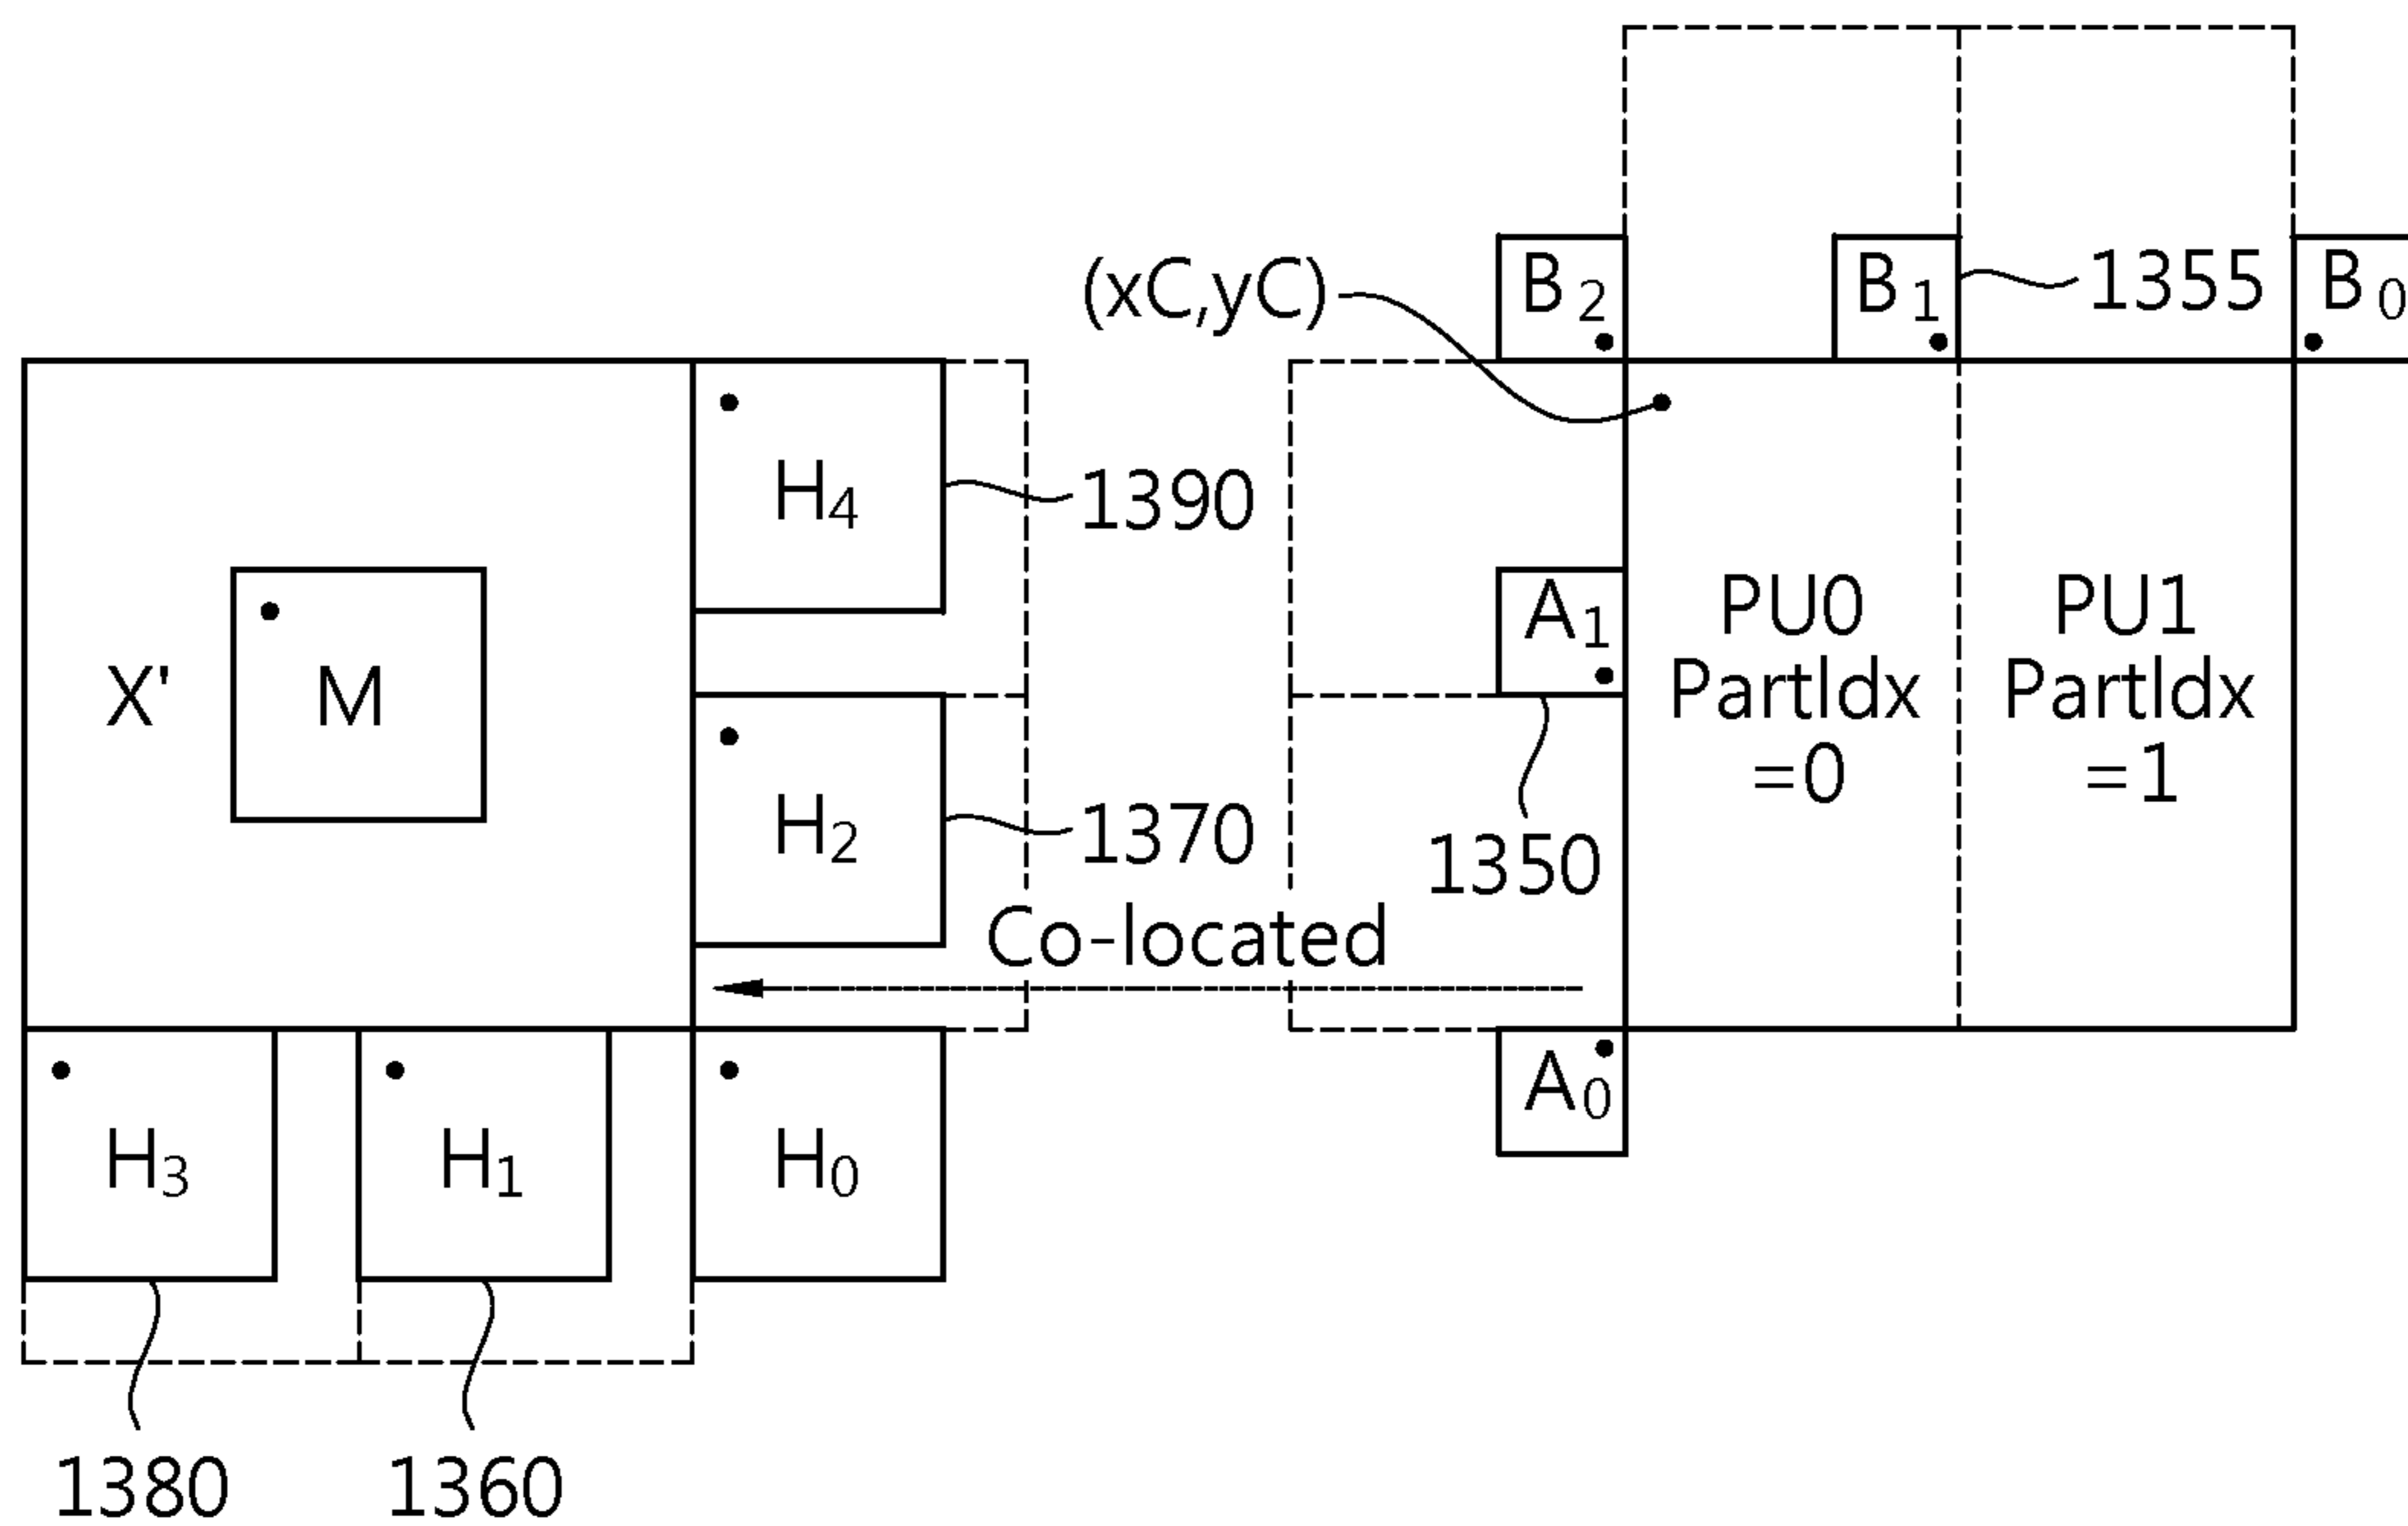 (xC,yC)
B2
B1
1355
B0
H4
1390
X'
M
A1
PU0
PartIdx
=0
PU1
PartIdx
=1
H2
1370
1350
Co-located
A0
H3
H1
H0
1380
1360